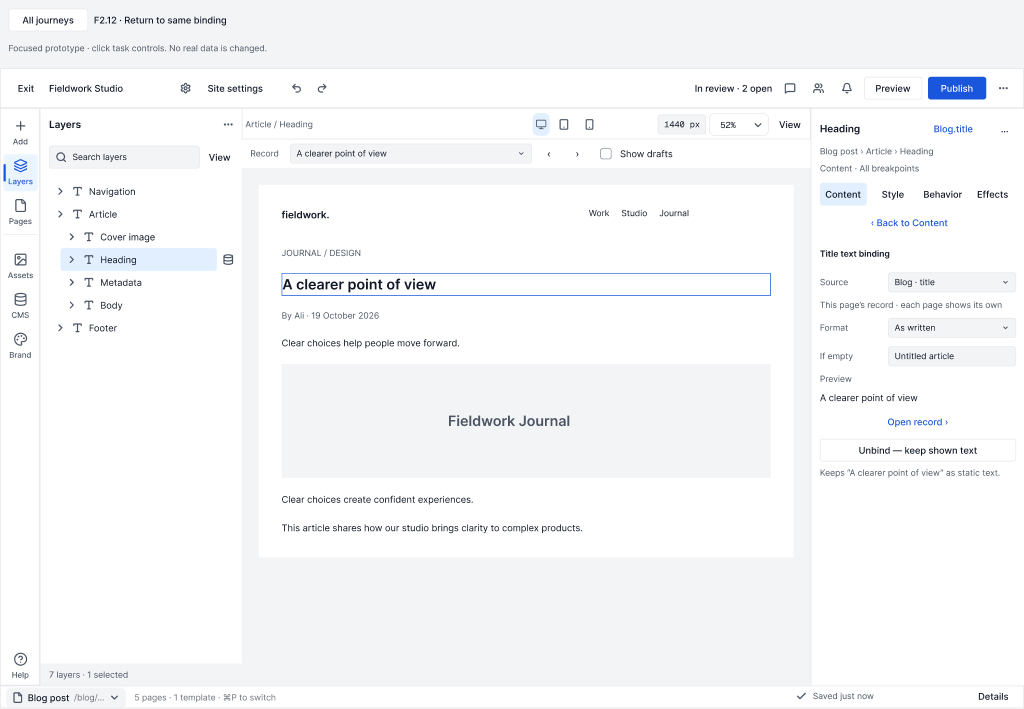 All journeys F2.12 · Return to same binding
Focused prototype · click task controls. No real data is changed.
Exit Fieldwork Studio Site settings In review · 2 open Preview Publish ...
Add
Layers
Pages
Assets
CMS
Brand
Help
Layers ...
Search layers View
Navigation
Article
Cover image
Heading
Metadata
Body
Footer
7 layers · 1 selected
Article / Heading 1440 px 52% View
Record A clearer point of view ‹ › Show drafts
fieldwork. Work Studio Journal
JOURNAL / DESIGN
A clearer point of view
By Ali · 19 October 2026
Clear choices help people move forward.
Fieldwork Journal
Clear choices create confident experiences.
This article shares how our studio brings clarity to complex products.
Heading Blog.title ...
Blog post › Article › Heading
Content · All breakpoints
Content Style Behavior Effects
‹ Back to Content
Title text binding
Source Blog · title
This page's record · each page shows its own
Format As written
If empty Untitled article
Preview
A clearer point of view
Open record ›
Unbind — keep shown text
Keeps “A clearer point of view” as static text.
Blog post /blog/... 5 pages · 1 template · ⌘P to switch Saved just now Details